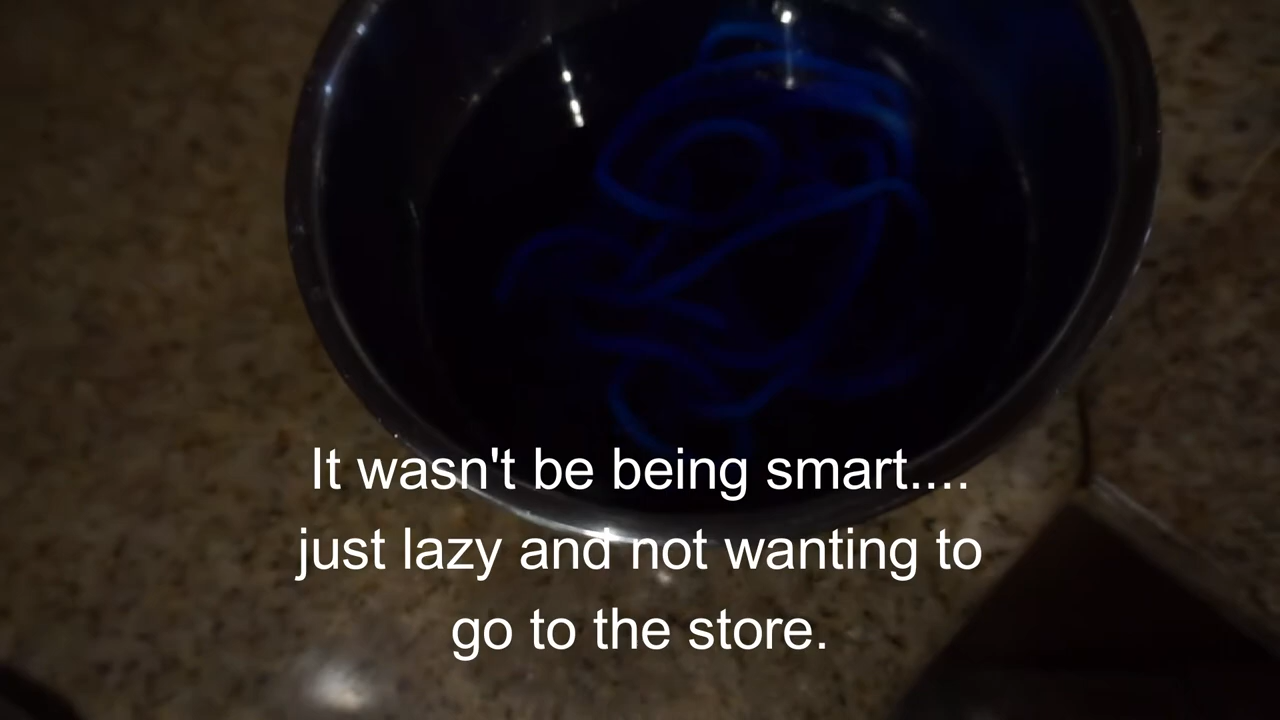 It wasn't be being smart....
just lazy and not wanting to
go to the store.